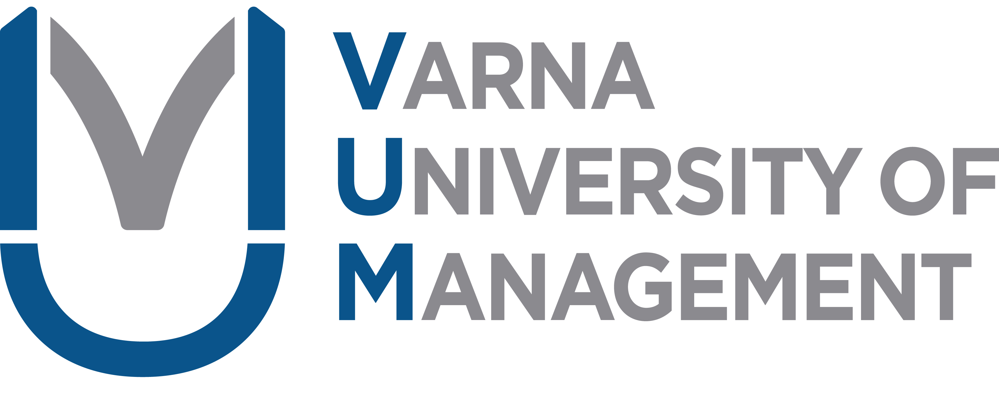 VARNA
UNIVERSITY OF
MANAGEMENT